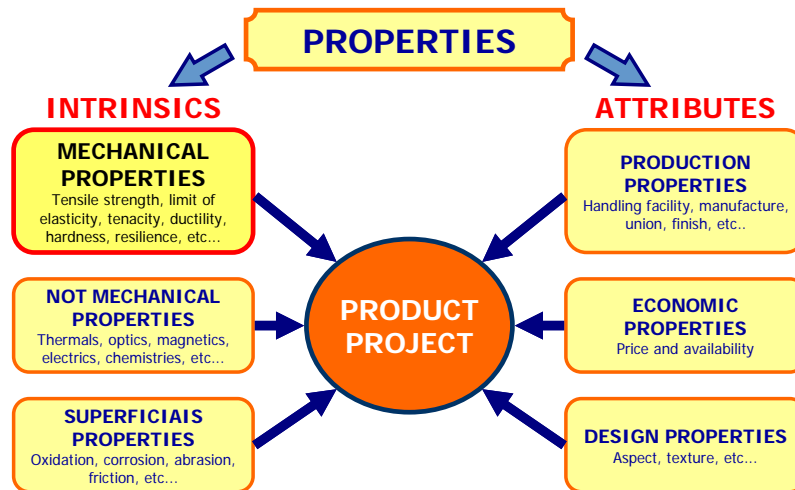 PROPERTIES
INTRINSICS
MECHANICAL
PROPERTIES
Tensile strength, limit of
elasticity, tenacity, ductility,
hardness, resilience, etc...
NOT MECHANICAL
PROPERTIES
Thermals, optics, magnetics,
electrics, chemistries, etc...
SUPERFICIAIS
PROPERTIES
Oxidation, corrosion, abrasion,
friction, etc...
PRODUCT
PROJECT
ATTRIBUTES
PRODUCTION
PROPERTIES
Handling facility, manufacture,
union, finish, etc..
ECONOMIC
PROPERTIES
Price and availability
DESIGN PROPERTIES
Aspect, texture, etc...